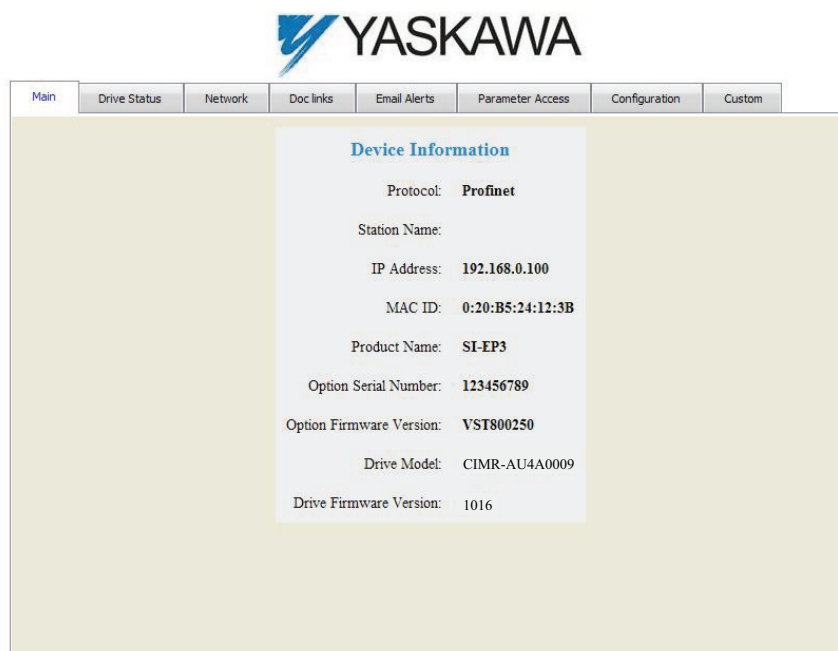 YASKAWA
Main Drive Status Network Doc links Email Alerts Parameter Access Configuration Custom
Device Information
Protocol: Profinet
Station Name:
IP Address: 192.168.0.100
MAC ID: 0:20:B5:24:12:3B
Product Name: SI-EP3
Option Serial Number: 123456789
Option Firmware Version: VST800250
Drive Model: CIMR-AU4A0009
Drive Firmware Version: 1016